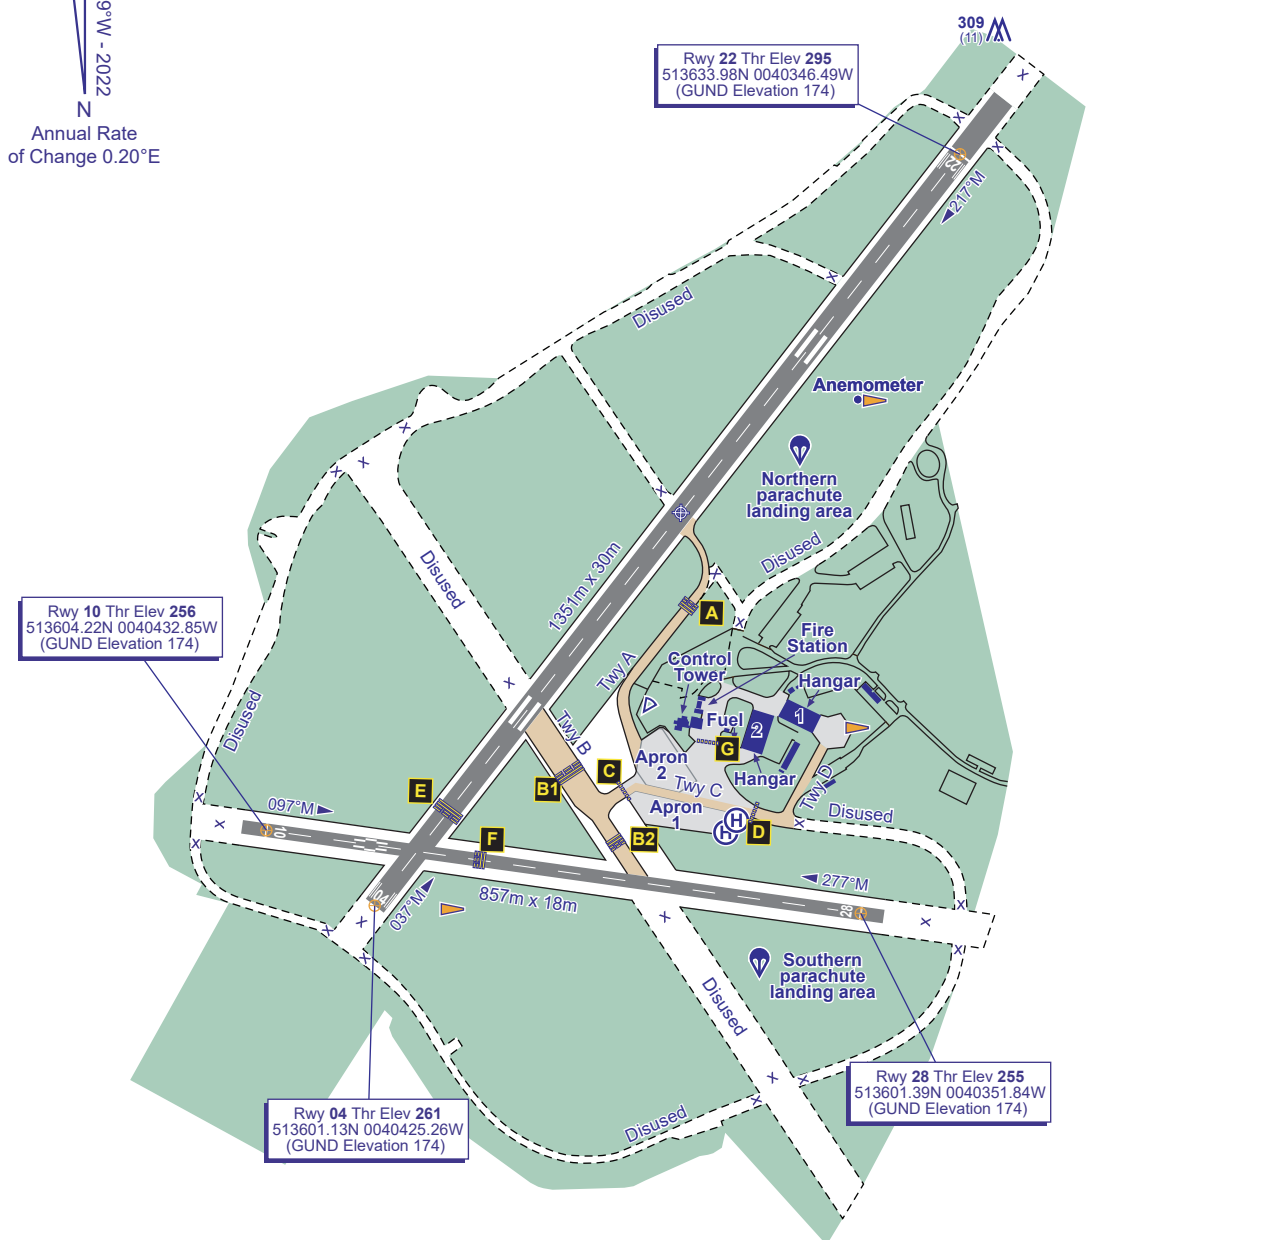 9°W - 2022
N
Annual Rate
of Change 0.20°E
309
(11)
Rwy 22 Thr Elev 295
513633.98N 0040346.49W
(GUND Elevation 174)
22
217°M
Disused
Anemometer
Northern
parachute
landing area
Disused
Disused
1351m x 30m
A
Rwy 10 Thr Elev 256
513604.22N 0040432.85W
(GUND Elevation 174)
Fire
Station
Control
Tower
Twy A
Hangar
1
Fuel
2
G
Disused
Twy B
Apron
2
Hangar
C
Twy C
Twy D
B1
E
Apron
1
097°M
Disused
10
H
H
D
F
B2
277°M
04
037°M
857m x 18m
28
Southern
parachute
landing area
Disused
Rwy 28 Thr Elev 255
513601.39N 0040351.84W
(GUND Elevation 174)
Rwy 04 Thr Elev 261
513601.13N 0040425.26W
(GUND Elevation 174)
Disused